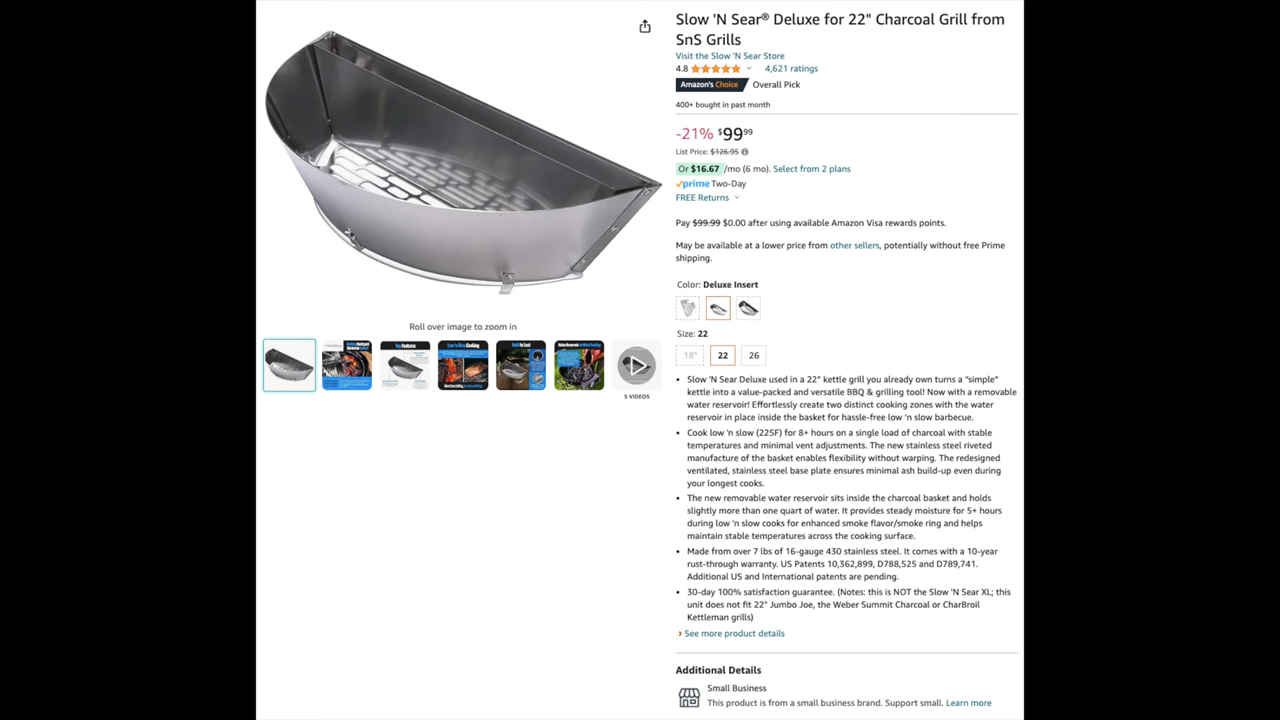 Slow 'N Sear® Deluxe for 22" Charcoal Grill from
SnS Grills
Visit the Slow 'N Sear Store
4.8 4,621 ratings
Amazon's Choice Overall Pick
400+ bought in past month
-21% $99.99
List Price: $126.95
Or $16.67 /mo (6 mo). Select from 2 plans
prime Two-Day
FREE Returns
Pay $99.99 $0.00 after using available Amazon Visa rewards points.
May be available at a lower price from other sellers, potentially without free Prime
shipping.
Color: Deluxe Insert
Size: 22
18" 22 26
Roll over image to zoom in
5 VIDEOS
• Slow 'N Sear Deluxe used in a 22" kettle grill you already own turns a “simple”
kettle into a value-packed and versatile BBQ & grilling tool! Now with a removable
water reservoir! Effortlessly create two distinct cooking zones with the water
reservoir in place inside the basket for hassle-free low 'n slow barbecue.
• Cook low 'n slow (225F) for 8+ hours on a single load of charcoal with stable
temperatures and minimal vent adjustments. The new stainless steel riveted
manufacture of the basket enables flexibility without warping. The redesigned
ventilated, stainless steel base plate ensures minimal ash build-up even during
your longest cooks.
• The new removable water reservoir sits inside the charcoal basket and holds
slightly more than one quart of water. It provides steady moisture for 5+ hours
during low 'n slow cooks for enhanced smoke flavor/smoke ring and helps
maintain stable temperatures across the cooking surface.
• Made from over 7 lbs of 16-gauge 430 stainless steel. It comes with a 10-year
rust-through warranty. US Patents 10,362,899, D788,525 and D789,741.
Additional US and International patents are pending.
• 30-day 100% satisfaction guarantee. (Notes: this is NOT the Slow 'N Sear XL; this
unit does not fit 22" Jumbo Joe, the Weber Summit Charcoal or CharBroil
Kettleman grills)
› See more product details
Additional Details
Small Business
This product is from a small business brand. Support small. Learn more